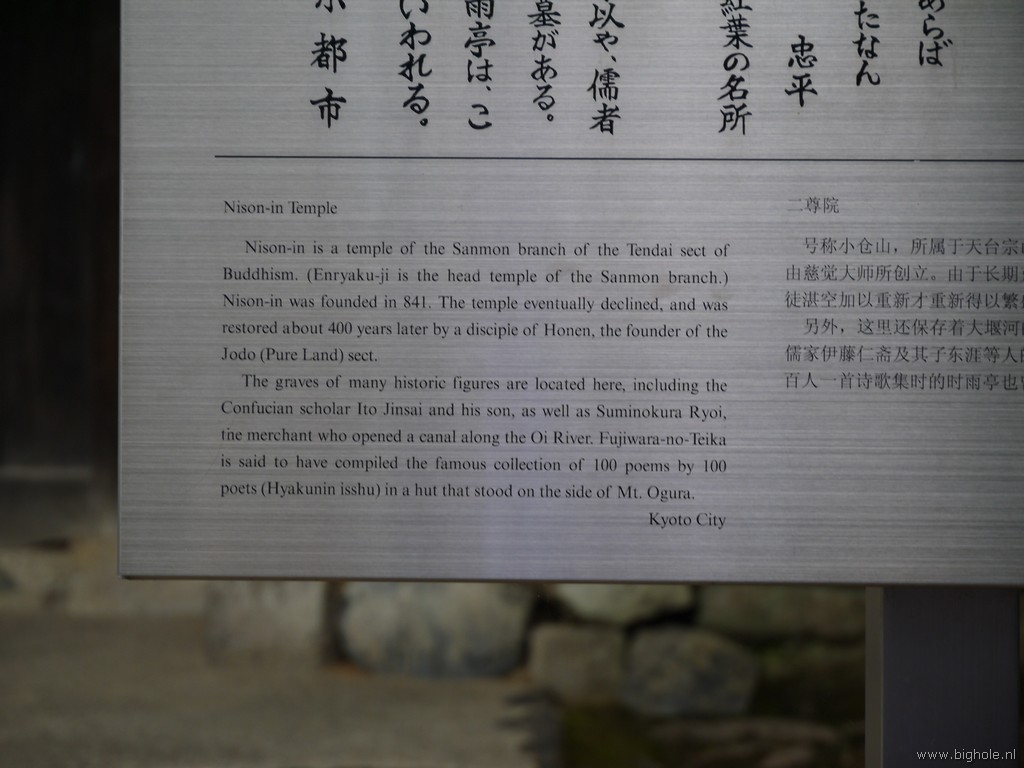 あらば
たなん
忠平
紅葉の名所
以や、儒者
墓がある。
雨亭は、こ
いわれる。
都市
Nison-in Temple
Nison-in is a temple of the Sanmon branch of the Tendai sect of
Buddhism. (Enryaku-ji is the head temple of the Sanmon branch.)
Nison-in was founded in 841. The temple eventually declined, and was
restored about 400 years later by a disciple of Honen, the founder of the
Jodo (Pure Land) sect.
The graves of many historic figures are located here, including the
Confucian scholar Ito Jinsai and his son, as well as Suminokura Ryoi,
the merchant who opened a canal along the Oi River. Fujiwara-no-Teika
is said to have compiled the famous collection of 100 poems by 100
poets (Hyakunin isshu) in a hut that stood on the side of Mt. Ogura.
Kyoto City
二尊院
号称小仓山，所属于天台宗
由慈觉大师所创立。由于长期
徒湛空加以重新才重新得以繁
另外，这里还保存着大堰河
儒家伊藤仁斋及其子东涯等人
百人一首诗歌集时的时雨亭也
www.bighole.nl